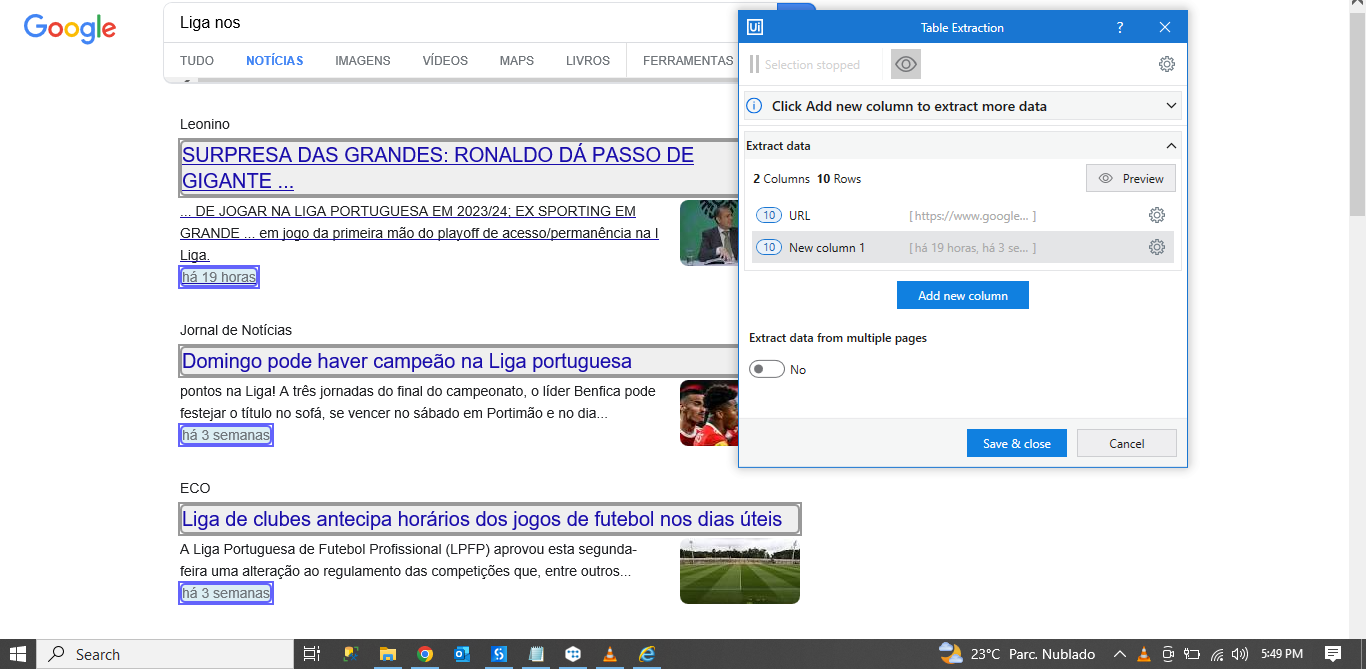 Google
Liga nos
TUDO
NOTÍCIAS
IMAGENS
VÍDEOS
MAPS
LIVROS
FERRAMENTAS
Leonino
SURPRESA DAS GRANDES: RONALDO DÁ PASSO DE
GIGANTE ...
... DE JOGAR NA LIGA PORTUGUESA EM 2023/24; EX SPORTING EM
GRANDE ... em jogo da primeira mão do playoff de acesso/permanência na I
Liga.
há 19 horas
Jornal de Notícias
Domingo pode haver campeão na Liga portuguesa
pontos na Liga! A três jornadas do final do campeonato, o líder Benfica pode
festejar o título no sofá, se vencer no sábado em Portimão e no dia...
há 3 semanas
ECO
Liga de clubes antecipa horários dos jogos de futebol nos dias úteis
A Liga Portuguesa de Futebol Profissional (LPFP) aprovou esta segunda-
feira uma alteração ao regulamento das competições que, entre outros...
há 3 semanas
Ui
Table Extraction
?
Selection stopped
Click Add new column to extract more data
Extract data
2 Columns 10 Rows
Preview
10 URL [ https://www.google... ]
10 New column 1 [ há 19 horas, há 3 se... ]
Add new column
Extract data from multiple pages
No
Save & close
Cancel
Search
23°C Parc. Nublado
5:49 PM